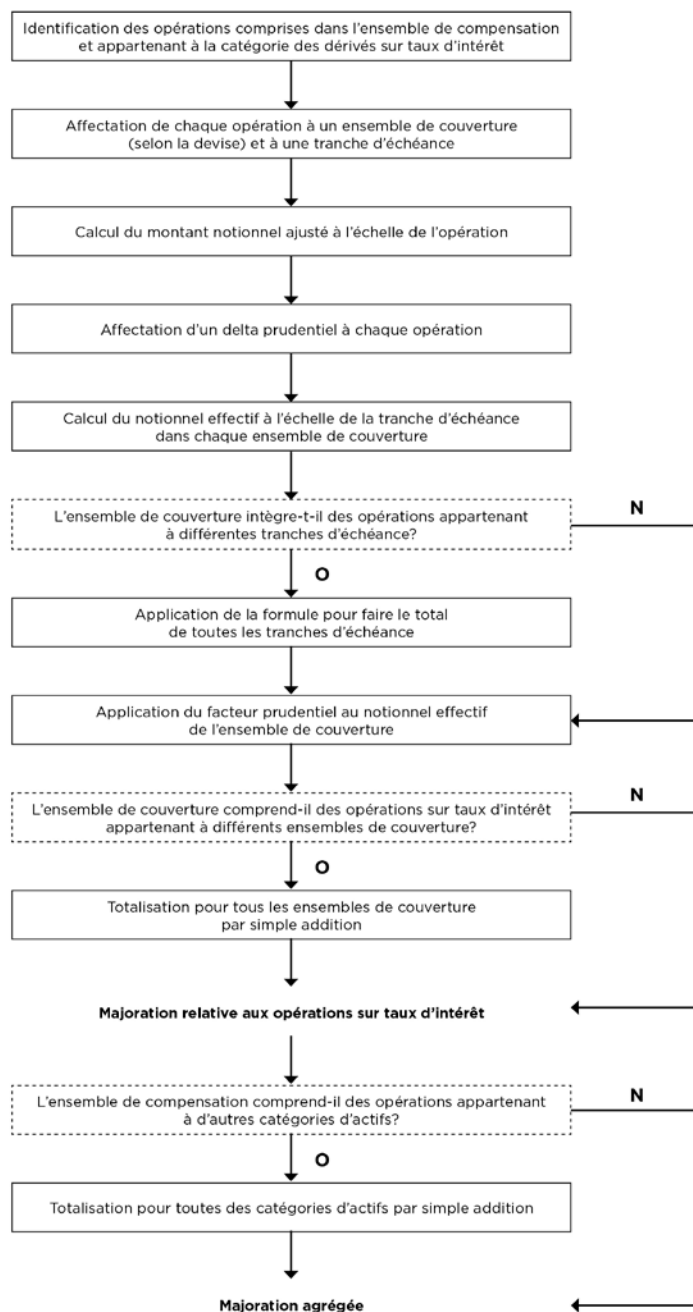 Identification des opérations comprises dans l'ensemble de compensation
et appartenant à la catégorie des dérivés sur taux d'intérêt
Affectation de chaque opération à un ensemble de couverture
(selon la devise) et à une tranche d'échéance
Calcul du montant notionnel ajusté à l'échelle de l'opération
Affectation d'un delta prudentiel à chaque opération
Calcul du notionnel effectif à l'échelle de la tranche d'échéance
dans chaque ensemble de couverture
L'ensemble de couverture intègre-t-il des opérations appartenant
à différentes tranches d'échéance?
N
O
Application de la formule pour faire le total
de toutes les tranches d'échéance
Application du facteur prudentiel au notionnel effectif
de l'ensemble de couverture
L'ensemble de couverture comprend-il des opérations sur taux d'intérêt
appartenant à différents ensembles de couverture?
N
O
Totalisation pour tous les ensembles de couverture
par simple addition
Majoration relative aux opérations sur taux d'intérêt
L'ensemble de compensation comprend-il des opérations appartenant
à d'autres catégories d'actifs?
N
O
Totalisation pour toutes des catégories d'actifs par simple addition
Majoration agrégée